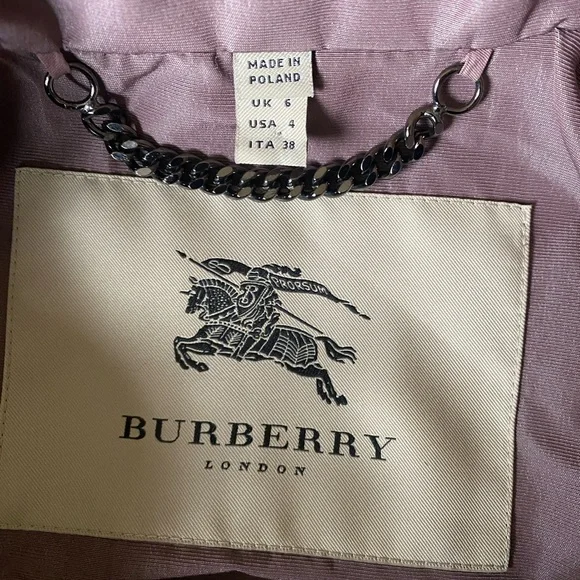 MADE IN
POLAND
UK 6
USA 4
ITA 38
PRORSUM
BURBERRY
LONDON